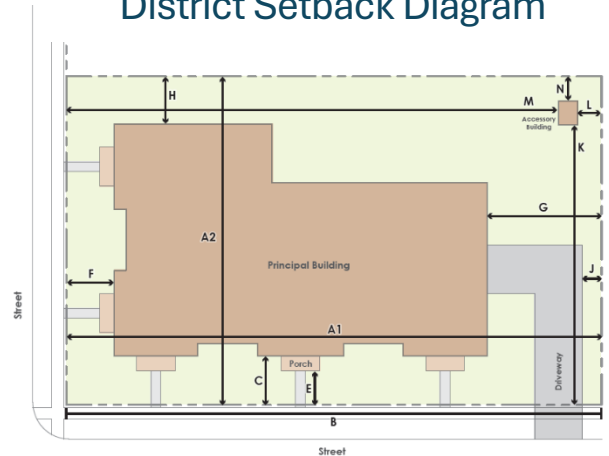 District Setback Diagram
H
N
M
L
Accessory
Building
K
G
A2
Principal Building
F
J
Street
A1
Porch
C
E
Driveway
B
Street